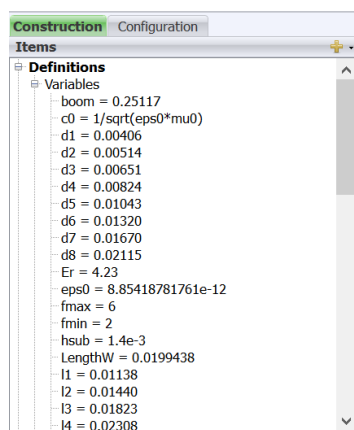 Construction Configuration
Items
Definitions
Variables
boom = 0.25117
c0 = 1/sqrt(eps0*mu0)
d1 = 0.00406
d2 = 0.00514
d3 = 0.00651
d4 = 0.00824
d5 = 0.01043
d6 = 0.01320
d7 = 0.01670
d8 = 0.02115
Er = 4.23
eps0 = 8.85418781761e-12
fmax = 6
fmin = 2
hsub = 1.4e-3
LengthW = 0.0199438
l1 = 0.01138
l2 = 0.01440
l3 = 0.01823
l4 = 0.02308